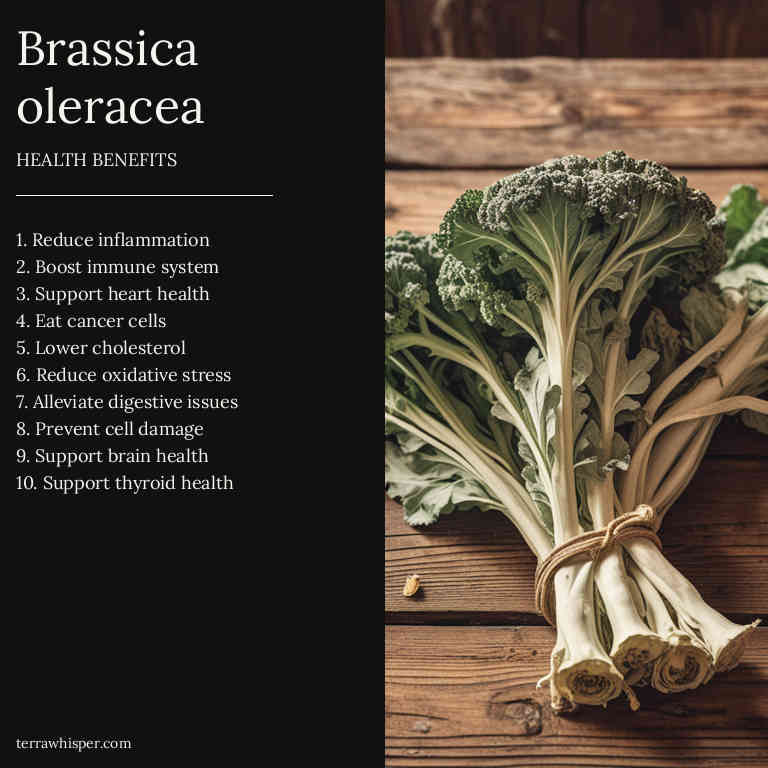 Brassica
oleracea
HEALTH BENEFITS
1. Reduce inflammation
2. Boost immune system
3. Support heart health
4. Eat cancer cells
5. Lower cholesterol
6. Reduce oxidative stress
7. Alleviate digestive issues
8. Prevent cell damage
9. Support brain health
10. Support thyroid health
terrawhisper.com